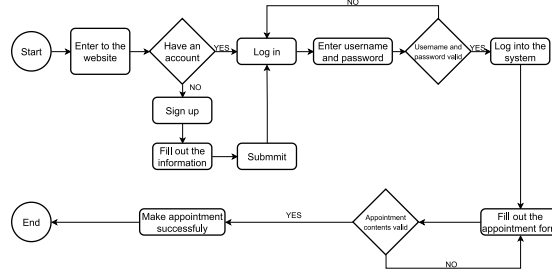 NO
Start
Enter to the
website
Have an
account
YES
Log in
Enter username
and password
Username and
password valid
YES
Log into the
system
NO
Sign up
Fill out the
information
Submmit
End
Make appointment
successfuly
YES
Appointment
contents valid
Fill out the
appointment form
NO